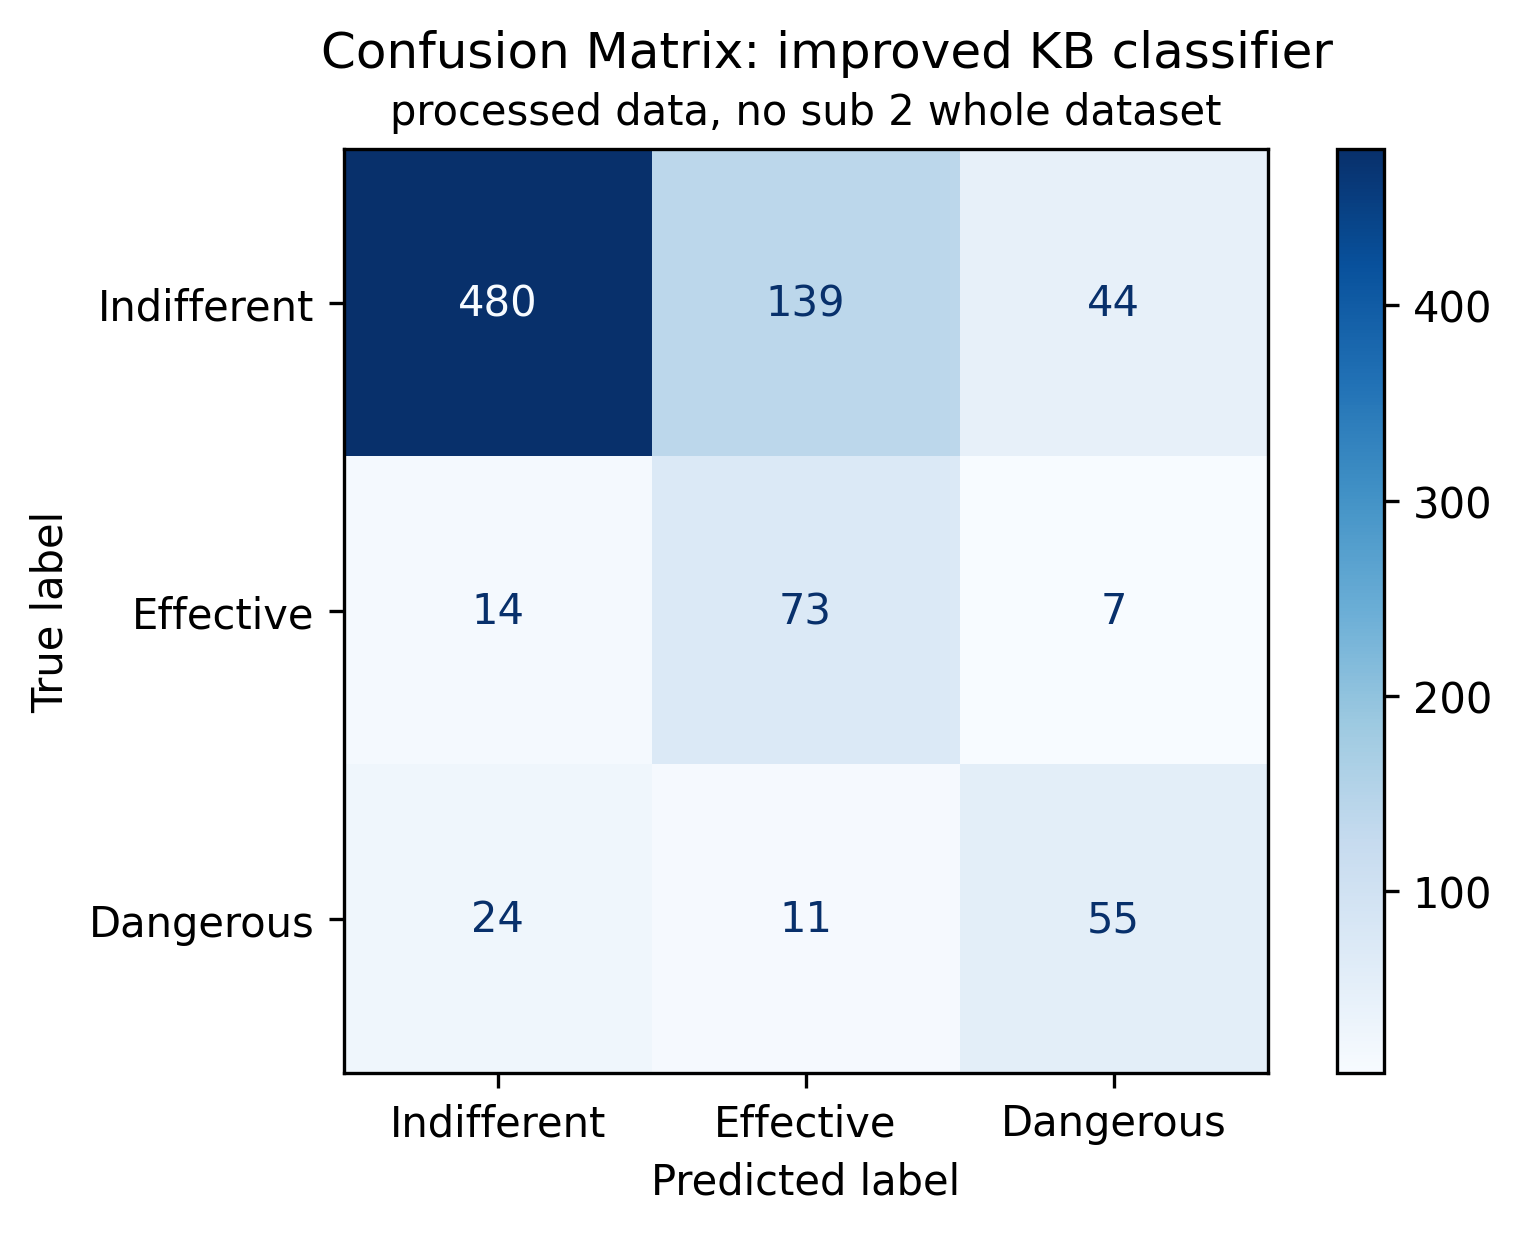 Confusion Matrix: improved KB classifier
processed data, no sub 2 whole dataset
Indifferent
480
139
44
Effective
14
73
7
Dangerous
24
11
55
True label
Indifferent
Effective
Dangerous
Predicted label
400
300
200
100